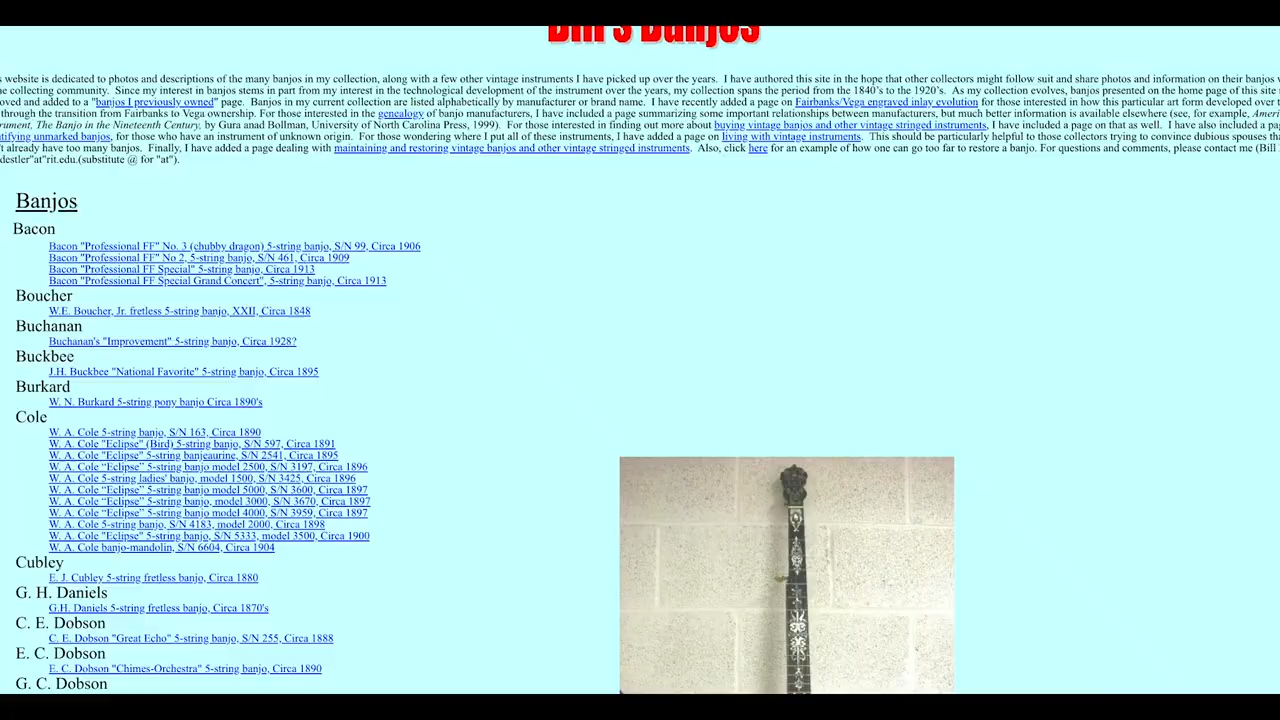 Bill's Banjos
s website is dedicated to photos and descriptions of the many banjos in my collection, along with a few other vintage instruments I have picked up over the years.  I have authored this site in the hope that other collectors might follow suit and share photos and information on their banjos w
he collecting community.  Since my interest in banjos stems in part from my interest in the technological development of the instrument over the years, my collection spans the period from the 1840's to the 1920's.  As my collection evolves, banjos presented on the home page of this site
oved and added to a "banjos I previously owned" page.  Banjos in my current collection are listed alphabetically by manufacturer or brand name.  I have recently added a page on Fairbanks/Vega engraved inlay evolution for those interested in how this particular art form developed over t
through the transition from Fairbanks to Vega ownership. For those interested in the genealogy of banjo manufacturers, I have included a page summarizing some important relationships between manufacturers, but much better information is available elsewhere (see, for example, Ameri
rument, The Banjo in the Nineteenth Century, by Gura anad Bollman, University of North Carolina Press, 1999).  For those interested in finding out more about buying vintage banjos and other vintage stringed instruments, I have included a page on that as well.  I have also included a pag
ntifying unmarked banjos, for those who have an instrument of unknown origin.  For those wondering where I put all of these instruments, I have added a page on living with vintage instruments.  This should be particularly helpful to those collectors trying to convince dubious spouses tha
't already have too many banjos.  Finally, I have added a page dealing with maintaining and restoring vintage banjos and other vintage stringed instruments.  Also, click here for an example of how one can go too far to restore a banjo. For questions and comments, please contact me (Bill
destler"at"rit.edu.(substitute @ for "at").
Banjos
Bacon
Bacon "Professional FF" No. 3 (chubby dragon) 5-string banjo, S/N 99, Circa 1906
Bacon "Professional FF" No 2, 5-string banjo, S/N 461, Circa 1909
Bacon "Professional FF Special" 5-string banjo, Circa 1913
Bacon "Professional FF Special Grand Concert", 5-string banjo, Circa 1913
Boucher
W.E. Boucher, Jr. fretless 5-string banjo, XXII, Circa 1848
Buchanan
Buchanan's "Improvement" 5-string banjo, Circa 1928?
Buckbee
J.H. Buckbee "National Favorite" 5-string banjo, Circa 1895
Burkard
W. N. Burkard 5-string pony banjo Circa 1890's
Cole
W. A. Cole 5-string banjo, S/N 163, Circa 1890
W. A. Cole "Eclipse" (Bird) 5-string banjo, S/N 597, Circa 1891
W. A. Cole "Eclipse" 5-string banjeaurine, S/N 2541, Circa 1895
W. A. Cole “Eclipse” 5-string banjo model 2500, S/N 3197, Circa 1896
W. A. Cole 5-string ladies' banjo, model 1500, S/N 3425, Circa 1896
W. A. Cole “Eclipse” 5-string banjo model 5000, S/N 3600, Circa 1897
W. A. Cole “Eclipse” 5-string banjo, model 3000, S/N 3670, Circa 1897
W. A. Cole “Eclipse” 5-string banjo model 4000, S/N 3959, Circa 1897
W. A. Cole 5-string banjo, S/N 4183, model 2000, Circa 1898
W. A. Cole "Eclipse" 5-string banjo, S/N 5333, model 3500, Circa 1900
W. A. Cole banjo-mandolin, S/N 6604, Circa 1904
Cubley
E. J. Cubley 5-string fretless banjo, Circa 1880
G. H. Daniels
G.H. Daniels 5-string fretless banjo, Circa 1870's
C. E. Dobson
C. E. Dobson "Great Echo" 5-string banjo, S/N 255, Circa 1888
E. C. Dobson
E. C. Dobson "Chimes-Orchestra" 5-string banjo, Circa 1890
G. C. Dobson